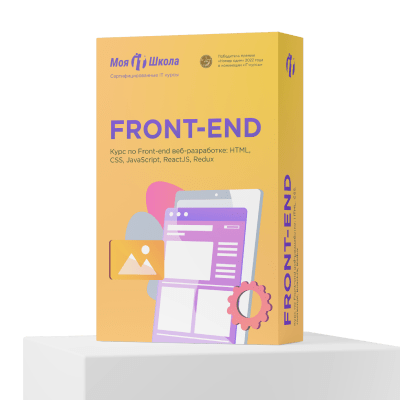 Моя Школа
Сертифицированные IT курсы
FRONT-END
Курс по Front-end веб-разработке: HTML,
CSS, JavaScript, ReactJS, Redux
FRONT-END